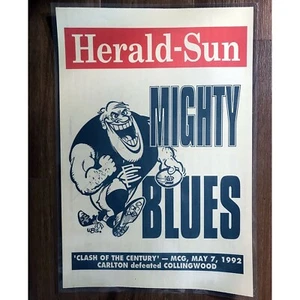 Herald-Sun
MIGHTY
BLUES
'CLASH OF THE CENTURY' — MCG, MAY 7, 1992
CARLTON defeated COLLINGWOOD